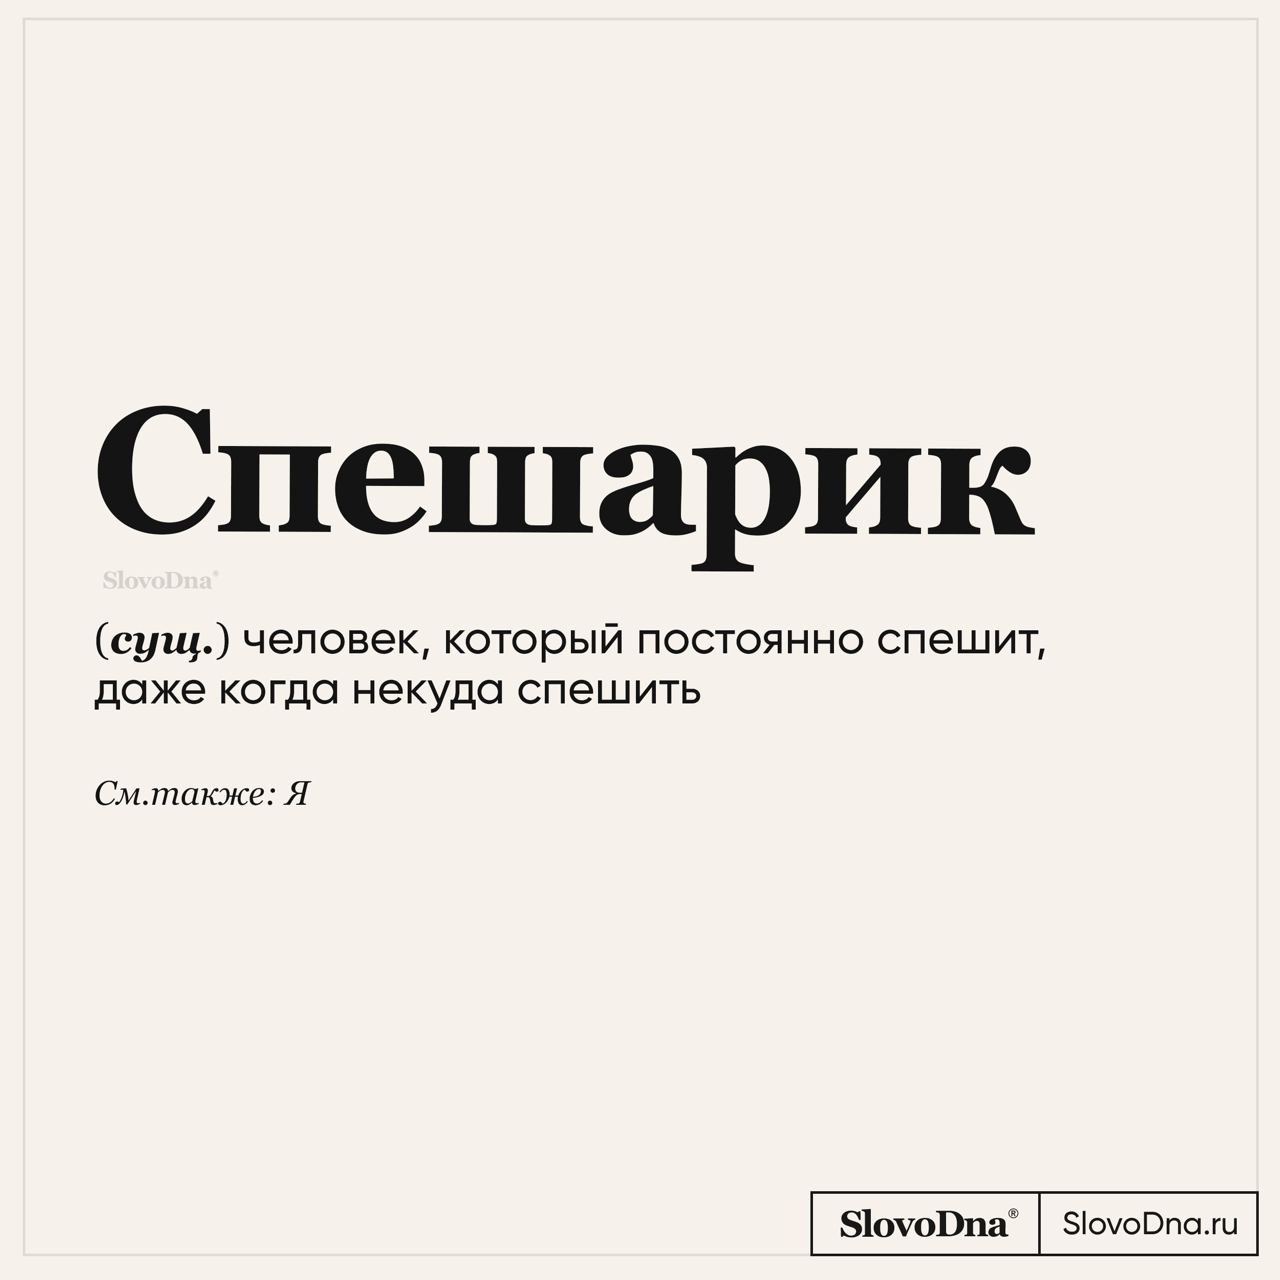 Спешарик
SlovoDna®
(сущ.) человек, который постоянно спешит,
даже когда некуда спешить
См.также: Я
SlovoDna® SlovoDna.ru